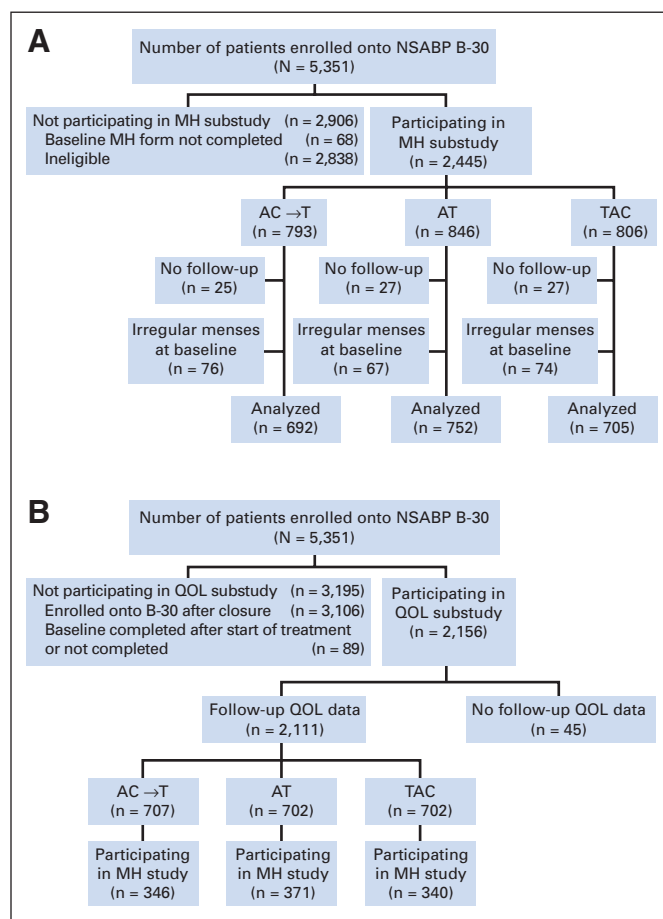 A
Number of patients enrolled onto NSABP B-30
(N = 5,351)
Not participating in MH substudy (n = 2,906)
Baseline MH form not completed (n = 68)
Ineligible (n = 2,838)
Participating in
MH substudy
(n = 2,445)
AC →T
(n = 793)
AT
(n = 846)
TAC
(n = 806)
No follow-up
(n = 25)
No follow-up
(n = 27)
No follow-up
(n = 27)
Irregular menses
at baseline
(n = 76)
Irregular menses
at baseline
(n = 67)
Irregular menses
at baseline
(n = 74)
Analyzed
(n = 692)
Analyzed
(n = 752)
Analyzed
(n = 705)
B
Number of patients enrolled onto NSABP B-30
(N = 5,351)
Not participating in QOL substudy (n = 3,195)
Enrolled onto B-30 after closure (n = 3,106)
Baseline completed after start of treatment
or not completed (n = 89)
Participating in
QOL substudy
(n = 2,156)
Follow-up QOL data
(n = 2,111)
No follow-up QOL data
(n = 45)
AC →T
(n = 707)
AT
(n = 702)
TAC
(n = 702)
Participating
in MH study
(n = 346)
Participating
in MH study
(n = 371)
Participating
in MH study
(n = 340)